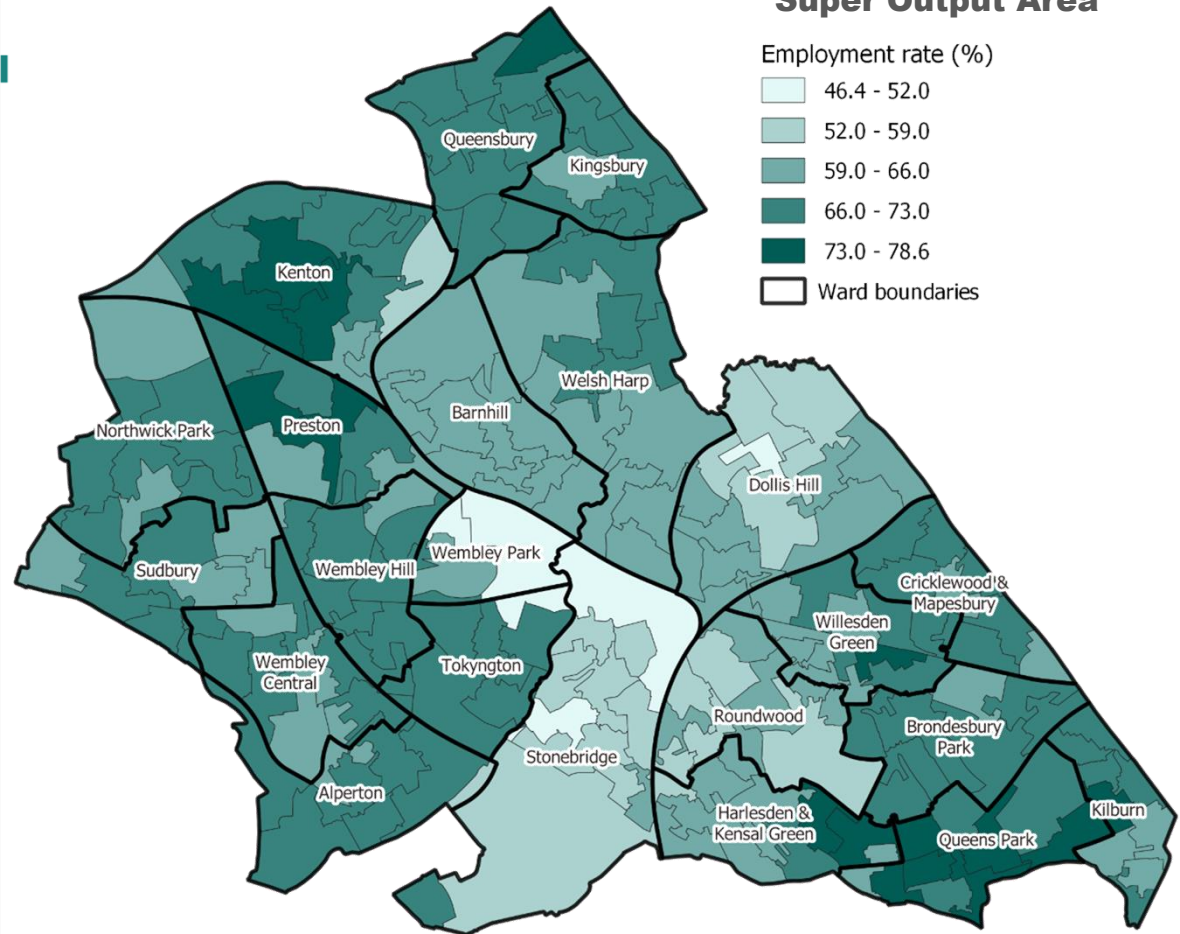 Super Output Area
Employment rate (%)
46.4 - 52.0
52.0 - 59.0
59.0 - 66.0
66.0 - 73.0
73.0 - 78.6
Ward boundaries
Queensbury
Kingsbury
Kenton
Welsh Harp
Barnhill
Preston
Northwick Park
Dollis Hill
Wembley Park
Wembley Hill
Sudbury
Cricklewood &
Mapesbury
Willesden
Green
Wembley
Central
Tokyngton
Roundwood
Brondesbury
Park
Stonebridge
Alperton
Harlesden &
Kensal Green
Queens Park
Kilburn